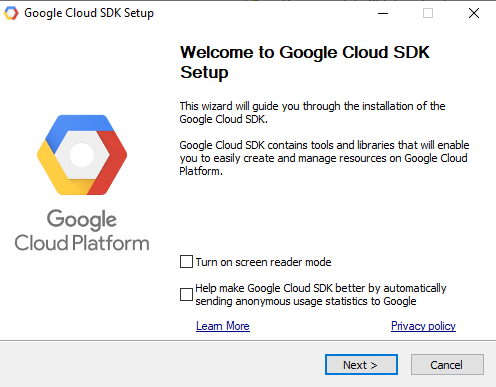 Google Cloud SDK Setup
Welcome to Google Cloud SDK
Setup
This wizard will guide you through the installation of the
Google Cloud SDK.
Google Cloud SDK contains tools and libraries that will enable
you to easily create and manage resources on Google Cloud
Platform.
Google
Cloud Platform
Turn on screen reader mode
Help make Google Cloud SDK better by automatically
sending anonymous usage statistics to Google
Learn More
Privacy policy
Next >
Cancel